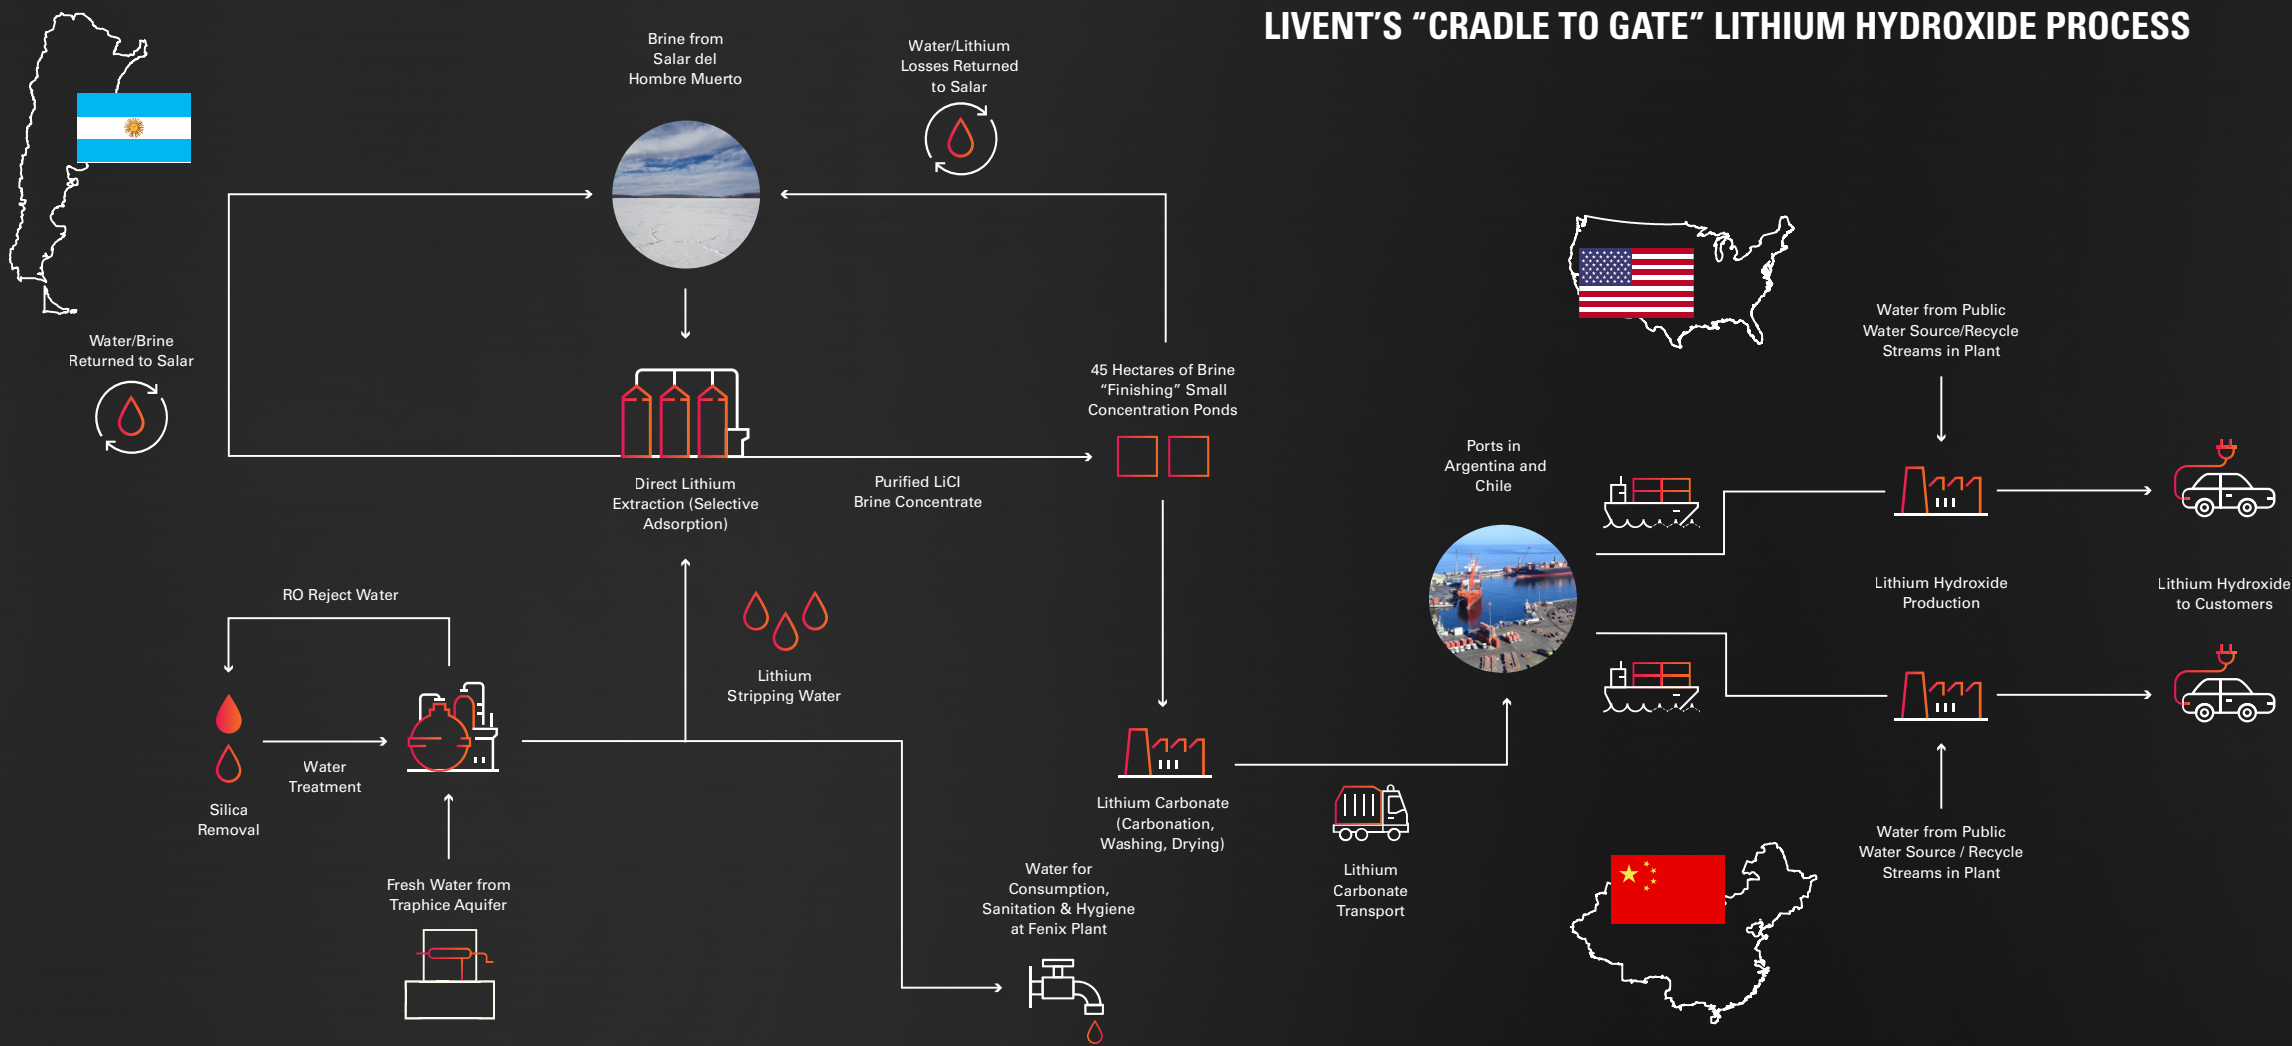 LIVENT'S “CRADLE TO GATE” LITHIUM HYDROXIDE PROCESS
Brine from
Salar del
Hombre Muerto
Water/Lithium
Losses Returned
to Salar
Water/Brine
Returned to Salar
Direct Lithium
Extraction (Selective
Adsorption)
Purified LiCl
Brine Concentrate
45 Hectares of Brine
“Finishing” Small
Concentration Ponds
RO Reject Water
Lithium
Stripping Water
Water
Treatment
Silica
Removal
Fresh Water from
Traphice Aquifer
Water for
Consumption,
Sanitation & Hygiene
at Fenix Plant
Lithium Carbonate
(Carbonation,
Washing, Drying)
Lithium
Carbonate
Transport
Ports in
Argentina and
Chile
Water from Public
Water Source/Recycle
Streams in Plant
Lithium Hydroxide
Production
Lithium Hydroxide
to Customers
Water from Public
Water Source / Recycle
Streams in Plant